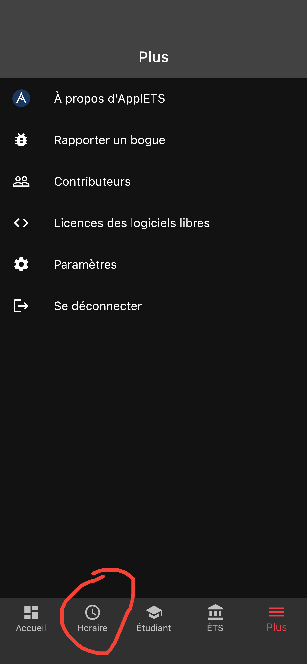 Plus
À propos d'ApplETS
Rapporter un bogue
Contributeurs
Licences des logiciels libres
Paramètres
Se déconnecter
Accueil
Horaire
Étudiant
ÉTS
Plus